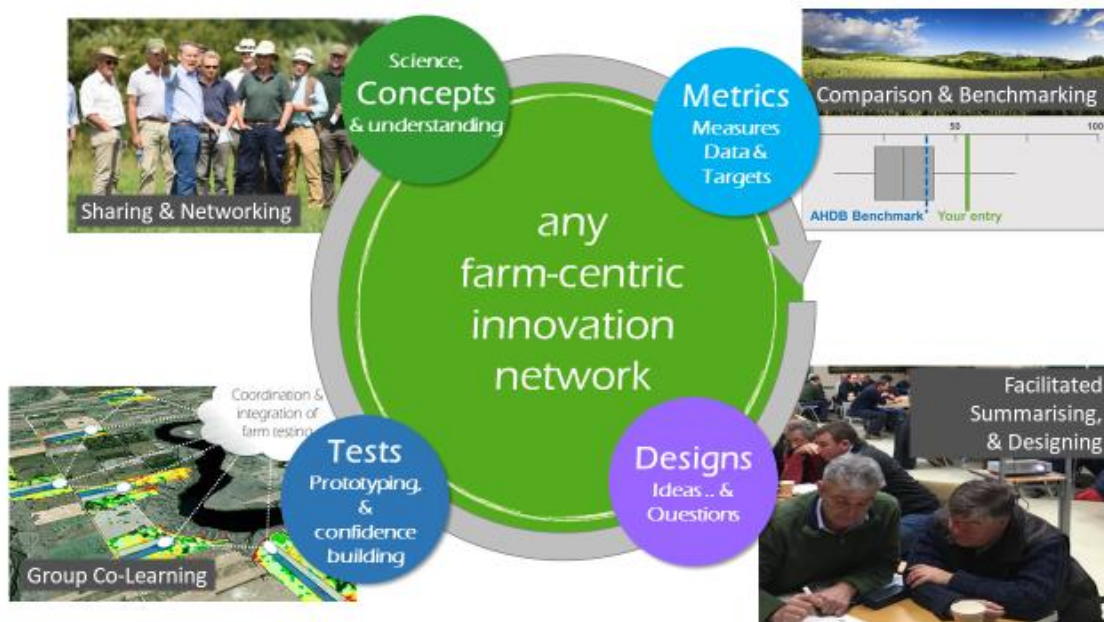 Science,
Concepts
& understanding
Sharing & Networking
Metrics
Measures
Data &
Targets
Comparison & Benchmarking
50
100
AHDB Benchmark
Your entry
any
farm-centric
innovation
network
Coordination &
integration of
farm testing
Tests
Prototyping,
&
confidence
building
Group Co-Learning
Designs
Ideas.. &
Questions
Facilitated
Summarising,
& Designing